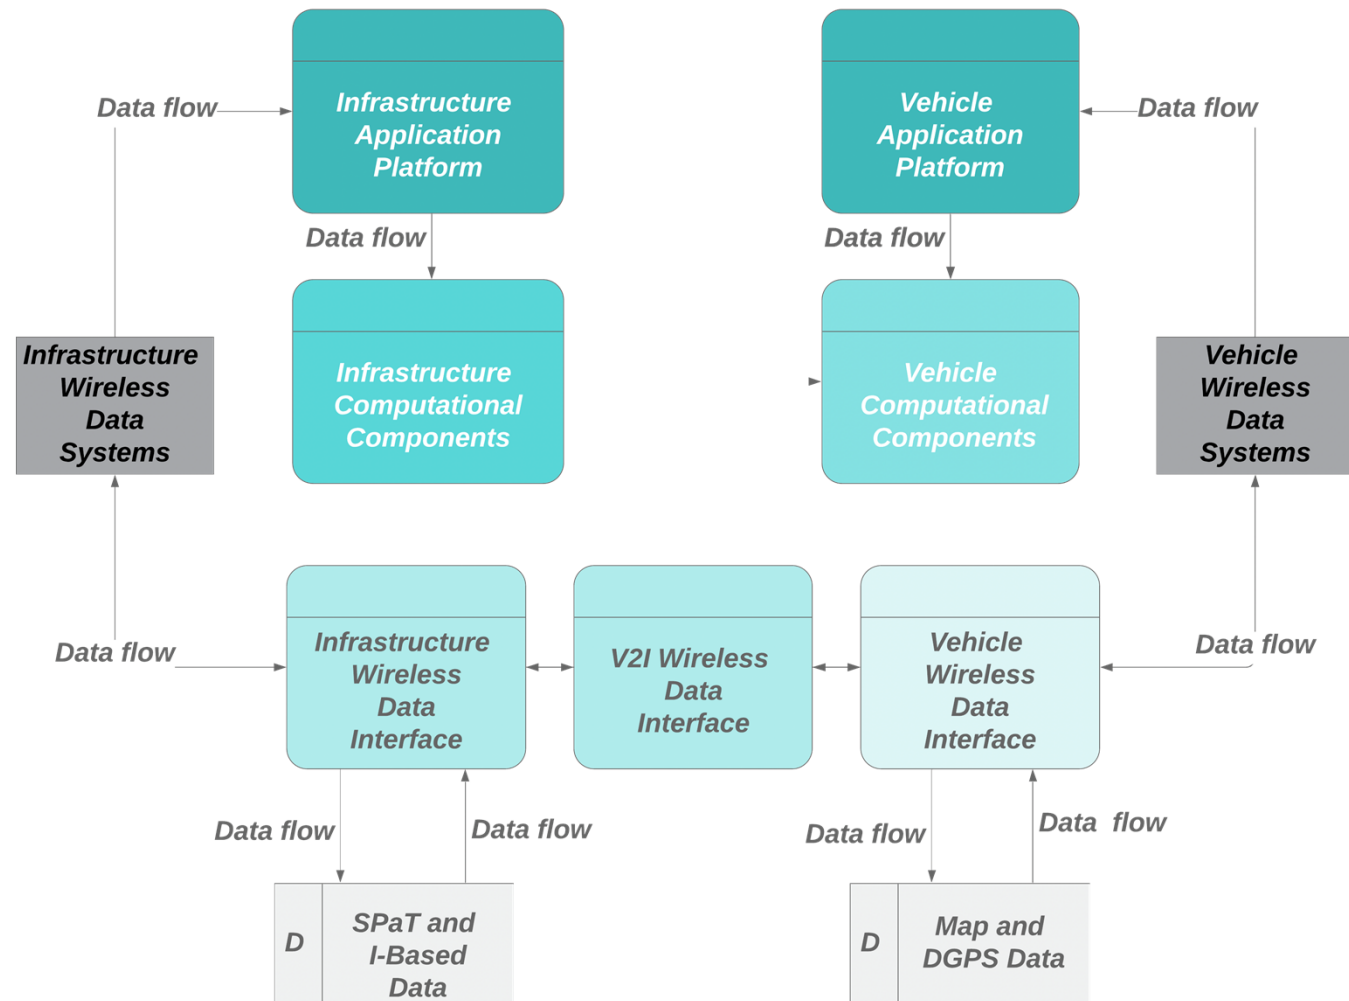 Infrastructure
Application
Platform
Vehicle
Application
Platform
Data flow
Data flow
Data flow
Data flow
Infrastructure
Wireless
Data
Systems
Infrastructure
Computational
Components
Vehicle
Computational
Components
Vehicle
Wireless
Data
Systems
Data flow
Infrastructure
Wireless
Data
Interface
V2I Wireless
Data
Interface
Vehicle
Wireless
Data
Interface
Data flow
Data flow
Data flow
Data flow
Data  flow
D
SPaT and
I-Based
Data
D
Map and
DGPS Data